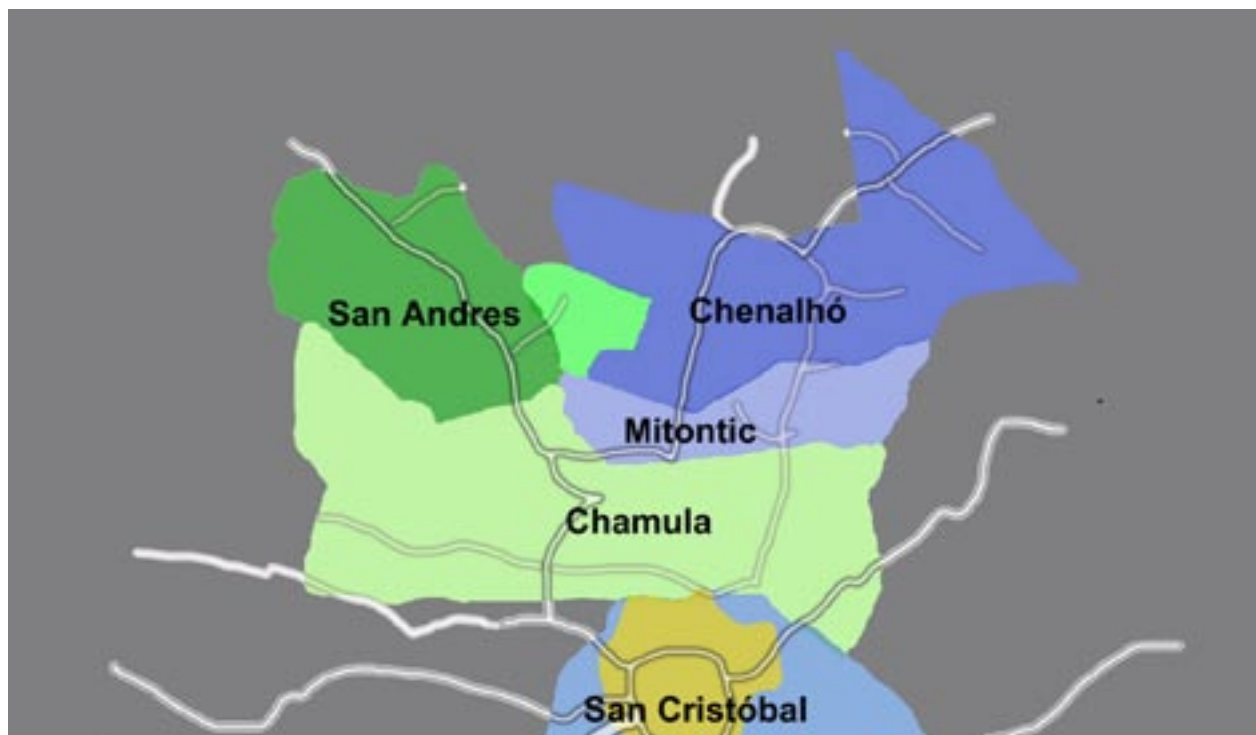 San Andres
Chenalhó
Mitontic
Chamula
San Cristóbal